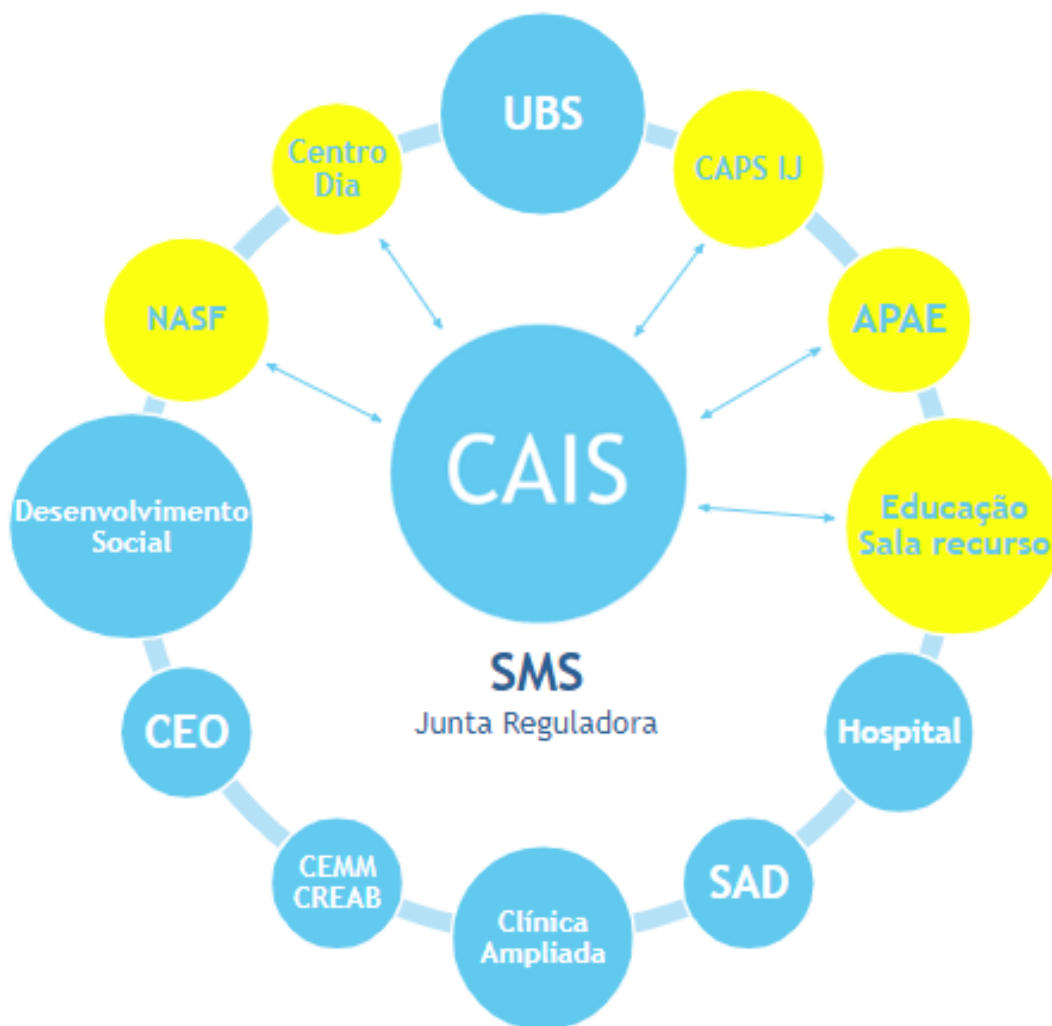 UBS
Centro
Dia
CAPS IJ
NASF
APAE
CAIS
Desenvolvimento
Social
Educação
Sala recurso
SMS
Junta Reguladora
CEO
Hospital
CEMM
CREAB
SAD
Clínica
Ampliada